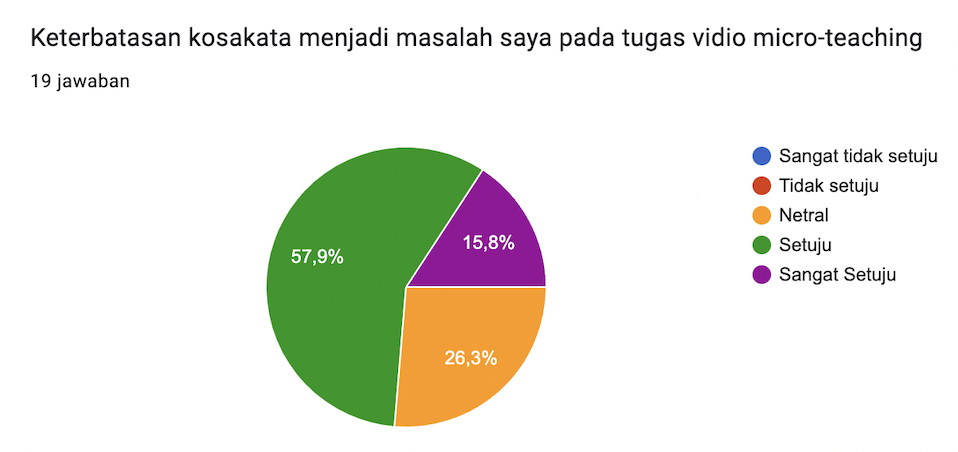 Keterbatasan kosakata menjadi masalah saya pada tugas vidio micro-teaching
19 jawaban
Sangat tidak setuju
Tidak setuju
Netral
Setuju
Sangat Setuju
57,9%
15,8%
26,3%